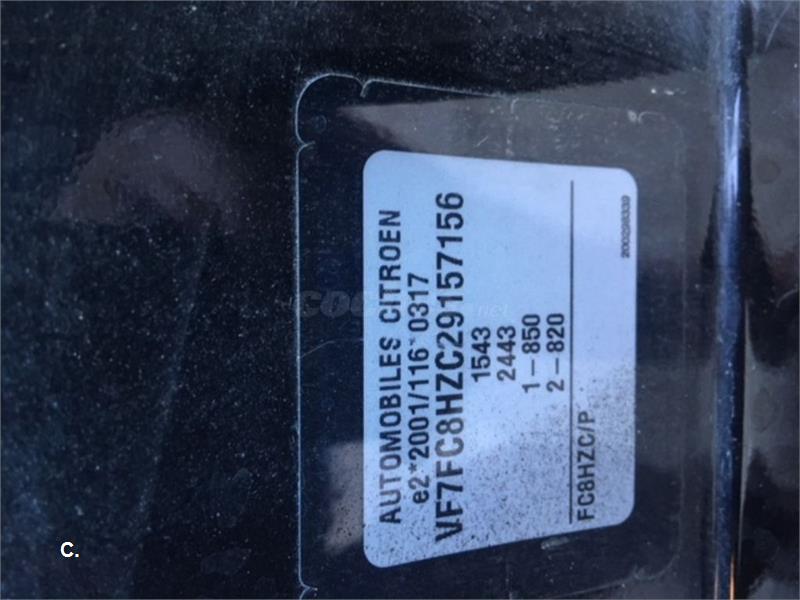 AUTOMOBILES CITROEN
e2*2001/116*0317
VF7FC8HZC29157156
1543
2443
1-850
2-820
FC8HZC/P
C.